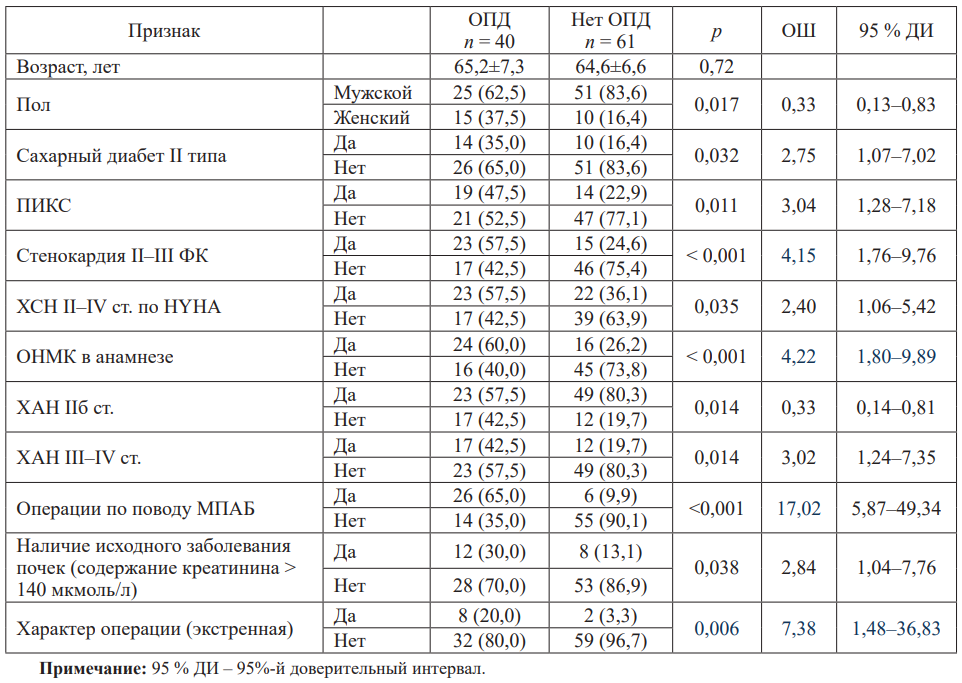 Признак ОПД n = 40 Нет ОПД n = 61 p ОШ 95 % ДИ
Возраст, лет 65,2±7,3 64,6±6,6 0,72
Пол Мужской 25 (62,5) 51 (83,6) 0,017 0,33 0,13–0,83
Женский 15 (37,5) 10 (16,4)
Сахарный диабет II типа Да 14 (35,0) 10 (16,4) 0,032 2,75 1,07–7,02
Нет 26 (65,0) 51 (83,6)
ПИКС Да 19 (47,5) 14 (22,9) 0,011 3,04 1,28–7,18
Нет 21 (52,5) 47 (77,1)
Стенокардия II–III ФК Да 23 (57,5) 15 (24,6) < 0,001 4,15 1,76–9,76
Нет 17 (42,5) 46 (75,4)
ХСН II–IV ст. по HYHA Да 23 (57,5) 22 (36,1) 0,035 2,40 1,06–5,42
Нет 17 (42,5) 39 (63,9)
ОНМК в анамнезе Да 24 (60,0) 16 (26,2) < 0,001 4,22 1,80–9,89
Нет 16 (40,0) 45 (73,8)
ХАН IIб ст. Да 23 (57,5) 49 (80,3) 0,014 0,33 0,14–0,81
Нет 17 (42,5) 12 (19,7)
ХАН III–IV ст. Да 17 (42,5) 12 (19,7) 0,014 3,02 1,24–7,35
Нет 23 (57,5) 49 (80,3)
Операции по поводу МПАБ Да 26 (65,0) 6 (9,9) <0,001 17,02 5,87–49,34
Нет 14 (35,0) 55 (90,1)
Наличие исходного заболевания
почек (содержание креатинина >
140 мкмоль/л) Да 12 (30,0) 8 (13,1) 0,038 2,84 1,04–7,76
Нет 28 (70,0) 53 (86,9)
Характер операции (экстренная) Да 8 (20,0) 2 (3,3) 0,006 7,38 1,48–36,83
Нет 32 (80,0) 59 (96,7)
Примечание: 95 % ДИ – 95%-й доверительный интервал.